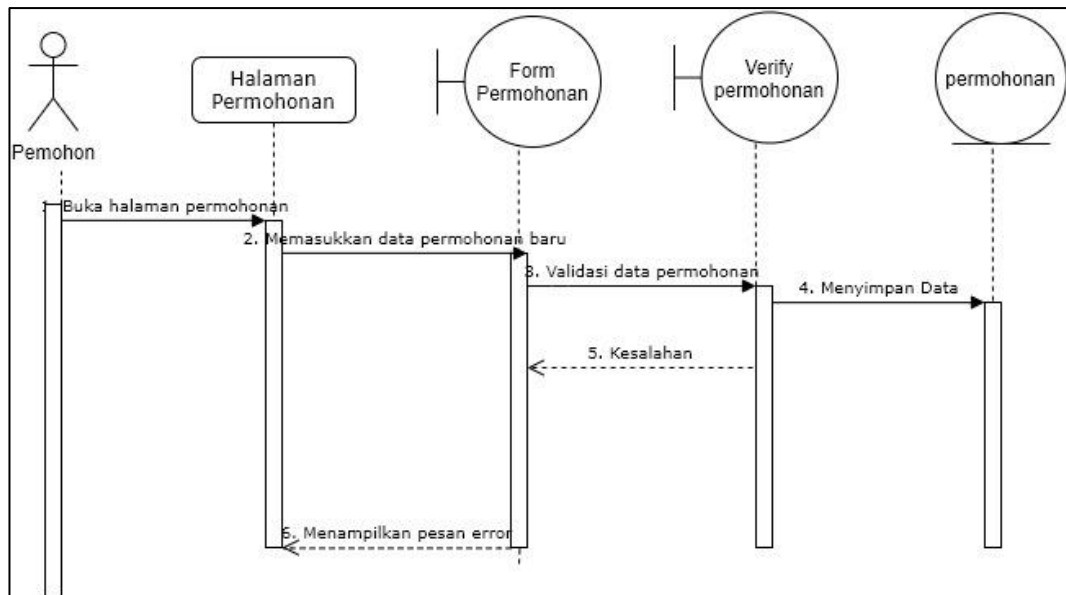 Halaman
Permohonan
Form
Permohonan
Verify
permohonan
permohonan
Pemohon
Buka halaman permohonan
2. Memasukkan data permohonan baru
3. Validasi data permohonan
4. Menyimpan Data
5. Kesalahan
6. Menampilkan pesan error